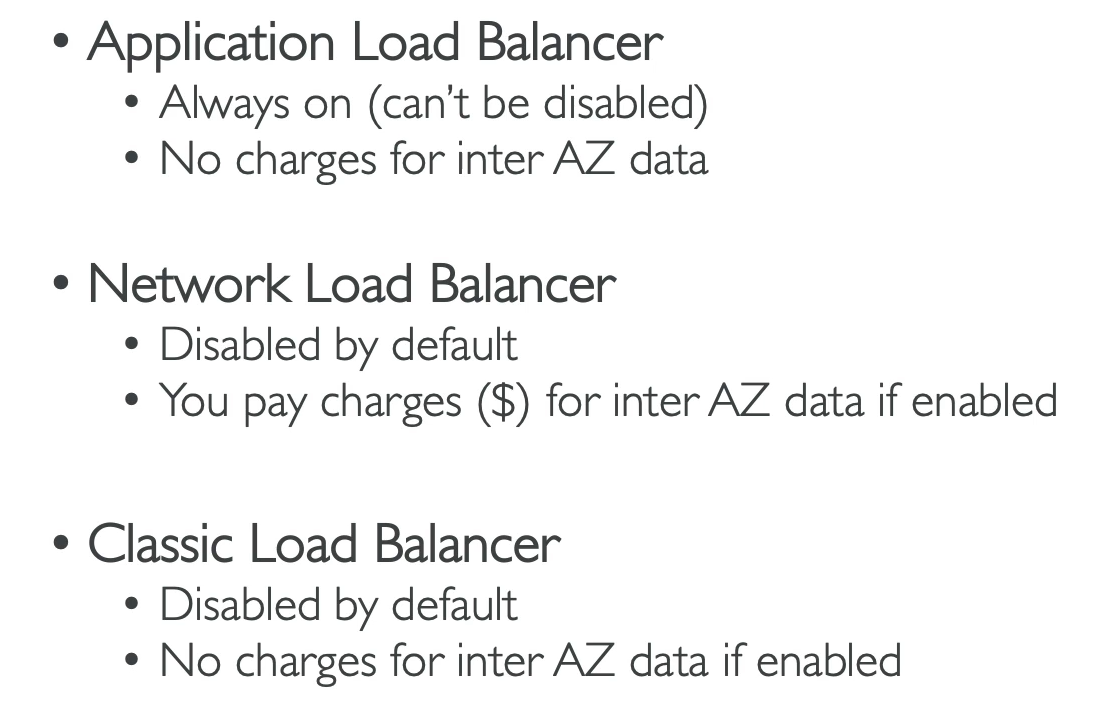 • Application Load Balancer
• Always on (can't be disabled)
• No charges for inter AZ data
• Network Load Balancer
• Disabled by default
• You pay charges ($) for inter AZ data if enabled
• Classic Load Balancer
• Disabled by default
• No charges for inter AZ data if enabled